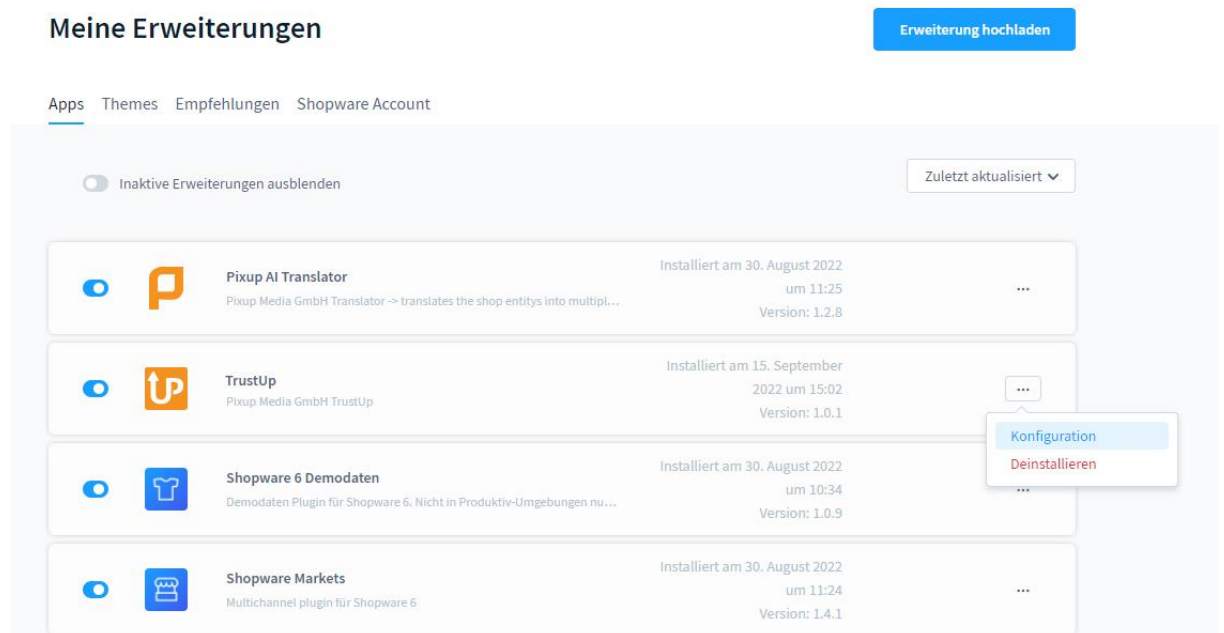 Meine Erweiterungen
Erweiterung hochladen
Apps Themes Empfehlungen Shopware Account
Inaktive Erweiterungen ausblenden
Zuletzt aktualisiert
Pixup AI Translator
Pixup Media GmbH Translator -> translates the shop entitys into multipl...
Installiert am 30. August 2022
um 11:25
Version: 1.2.8
...
UP
TrustUp
Pixup Media GmbH TrustUp
Installiert am 15. September
2022 um 15:02
Version: 1.0.1
...
Konfiguration
Deinstallieren
Shopware 6 Demodaten
Demodaten Plugin für Shopware 6. Nicht in Produktiv-Umgebungen nu...
Installiert am 30. August 2022
um 10:34
Version: 1.0.9
...
Shopware Markets
Multichannel plugin für Shopware 6
Installiert am 30. August 2022
um 11:24
Version: 1.4.1
...